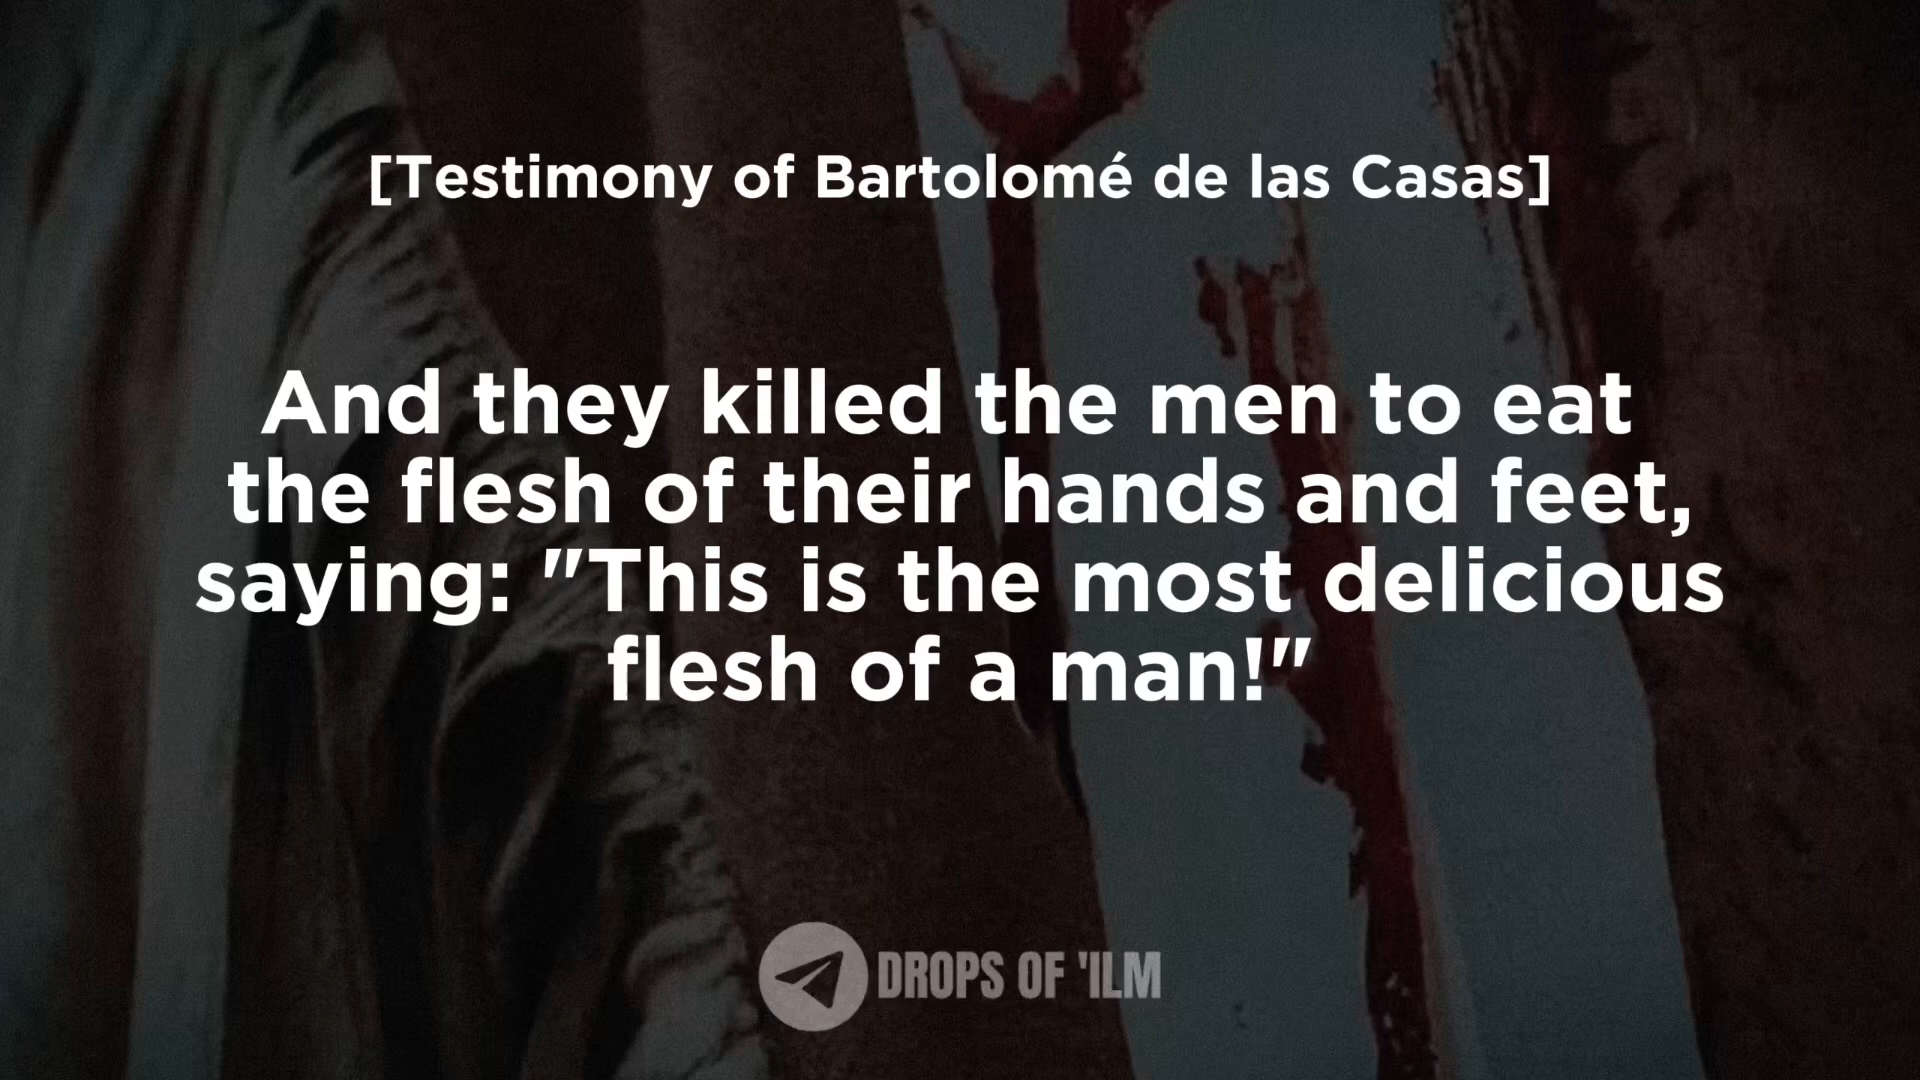 [Testimony of Bartolomé de las Casas]
And they killed the men to eat
the flesh of their hands and feet,
saying: "This is the most delicious
flesh of a man!"
DROPS OF 'ILM